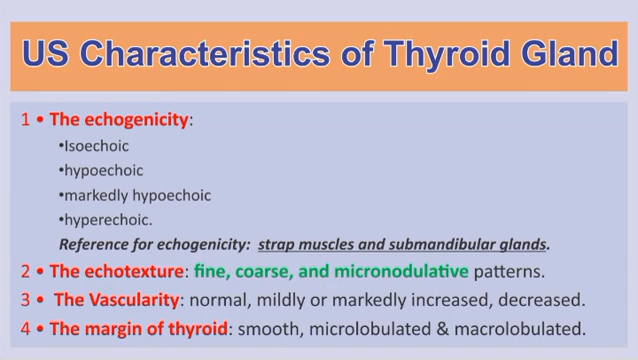 US Characteristics of Thyroid Gland
1 • The echogenicity:
•Isoechoic
•hypoechoic
•markedly hypoechoic
•hyperechoic.
Reference for echogenicity: strap muscles and submandibular glands.
2 • The echotexture: fine, coarse, and micronodulative patterns.
3 • The Vascularity: normal, mildly or markedly increased, decreased.
4 • The margin of thyroid: smooth, microlobulated & macrolobulated.